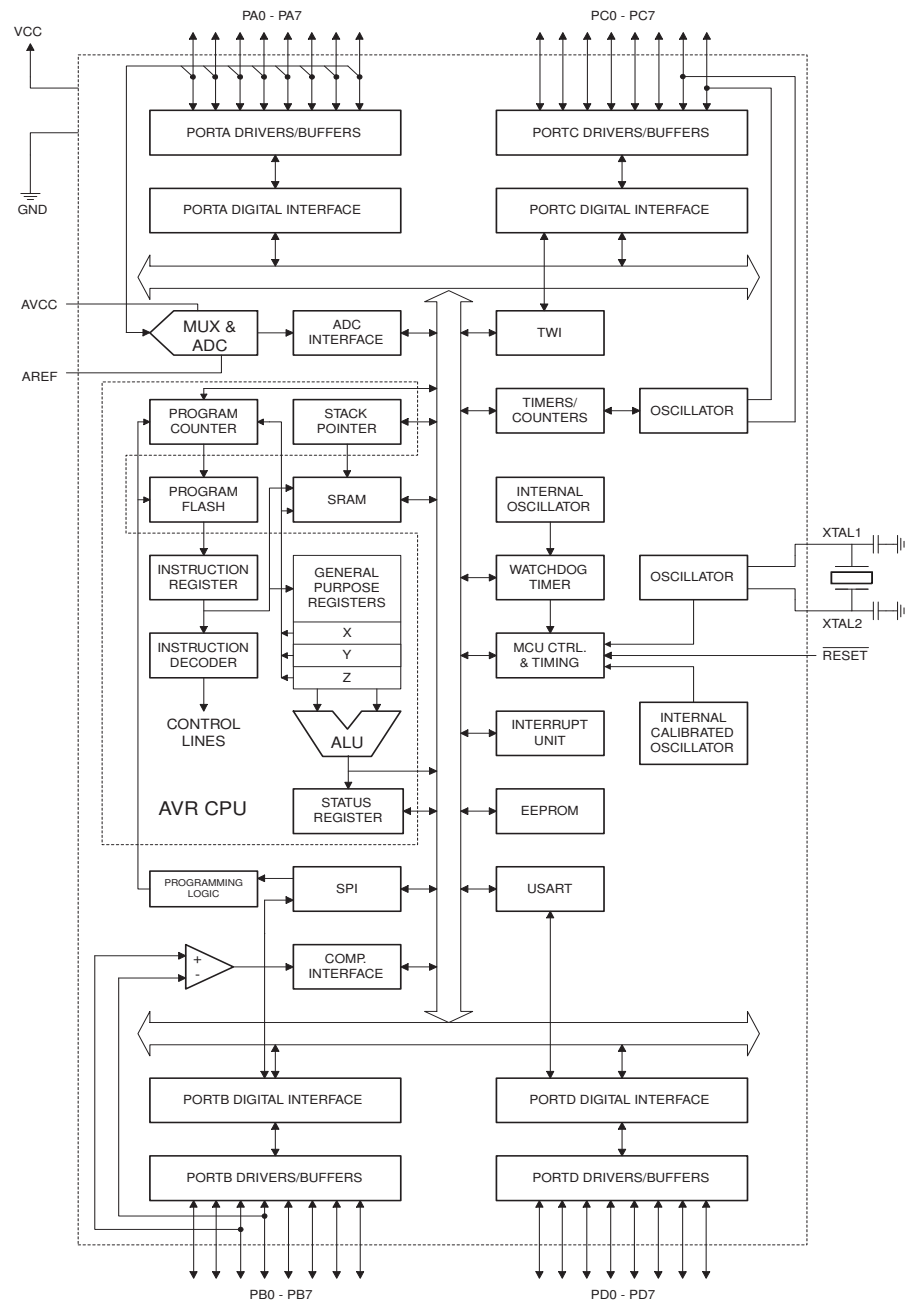 PA0 - PA7
PC0 - PC7
VCC
PORTA DRIVERS/BUFFERS
PORTC DRIVERS/BUFFERS
PORTA DIGITAL INTERFACE
PORTC DIGITAL INTERFACE
GND
AVCC
MUX &
ADC
ADC
INTERFACE
TWI
AREF
PROGRAM
COUNTER
STACK
POINTER
TIMERS/
COUNTERS
OSCILLATOR
PROGRAM
FLASH
SRAM
INTERNAL
OSCILLATOR
XTAL1
INSTRUCTION
REGISTER
GENERAL
PURPOSE
REGISTERS
WATCHDOG
TIMER
OSCILLATOR
XTAL2
X
INSTRUCTION
DECODER
Y
MCU CTRL.
& TIMING
RESET
Z
CONTROL
LINES
ALU
INTERRUPT
UNIT
INTERNAL
CALIBRATED
OSCILLATOR
AVR CPU
STATUS
REGISTER
EEPROM
PROGRAMMING
LOGIC
SPI
USART
+
-
COMP.
INTERFACE
PORTB DIGITAL INTERFACE
PORTD DIGITAL INTERFACE
PORTB DRIVERS/BUFFERS
PORTD DRIVERS/BUFFERS
PB0 - PB7
PD0 - PD7